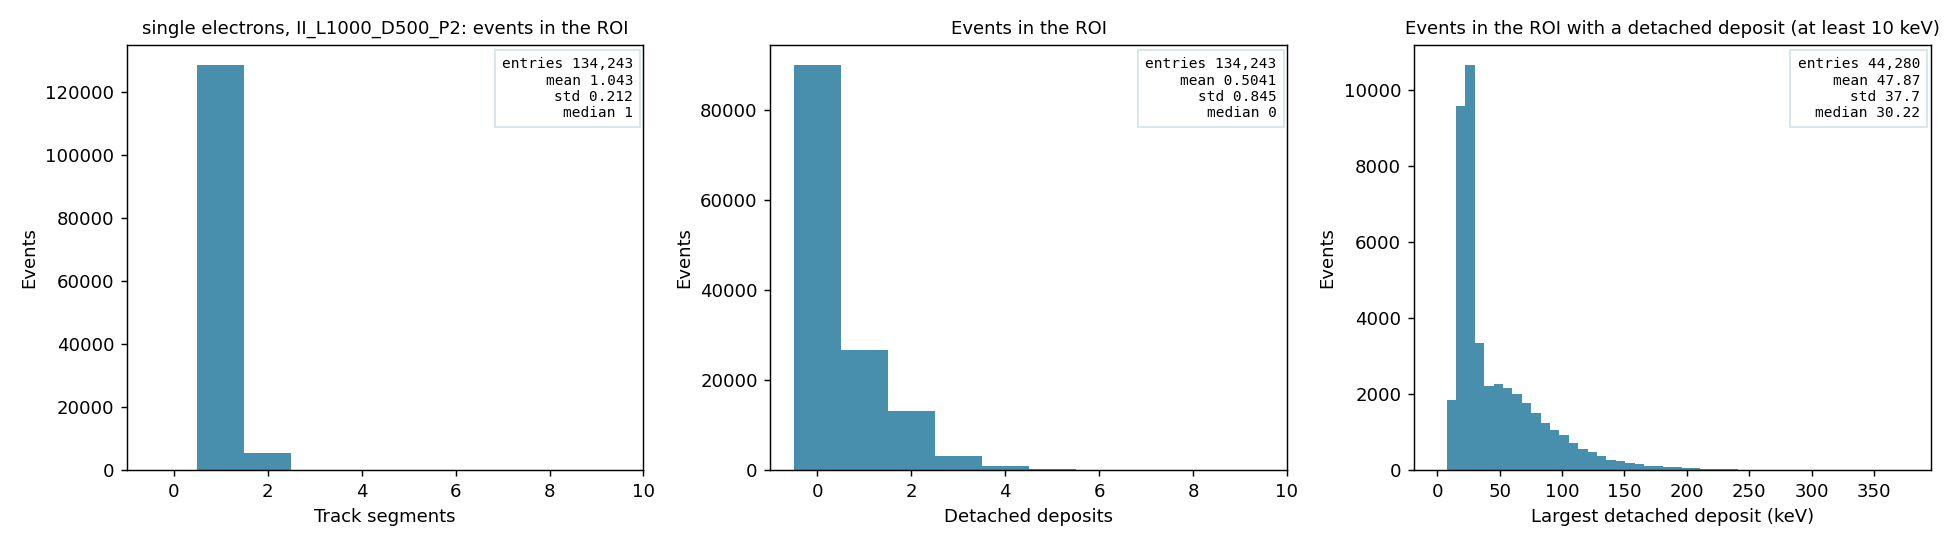 single electrons, II_L1000_D500_P2: events in the ROI
entries 134,243
mean 1.043
std 0.212
median 1
120000
100000
80000
60000
40000
20000
0
Events
0 2 4 6 8 10
Track segments
Events in the ROI
entries 134,243
mean 0.5041
std 0.845
median 0
80000
60000
40000
20000
0
Events
0 2 4 6 8 10
Detached deposits
Events in the ROI with a detached deposit (at least 10 keV)
entries 44,280
mean 47.87
std 37.7
median 30.22
10000
8000
6000
4000
2000
0
Events
0 50 100 150 200 250 300 350
Largest detached deposit (keV)